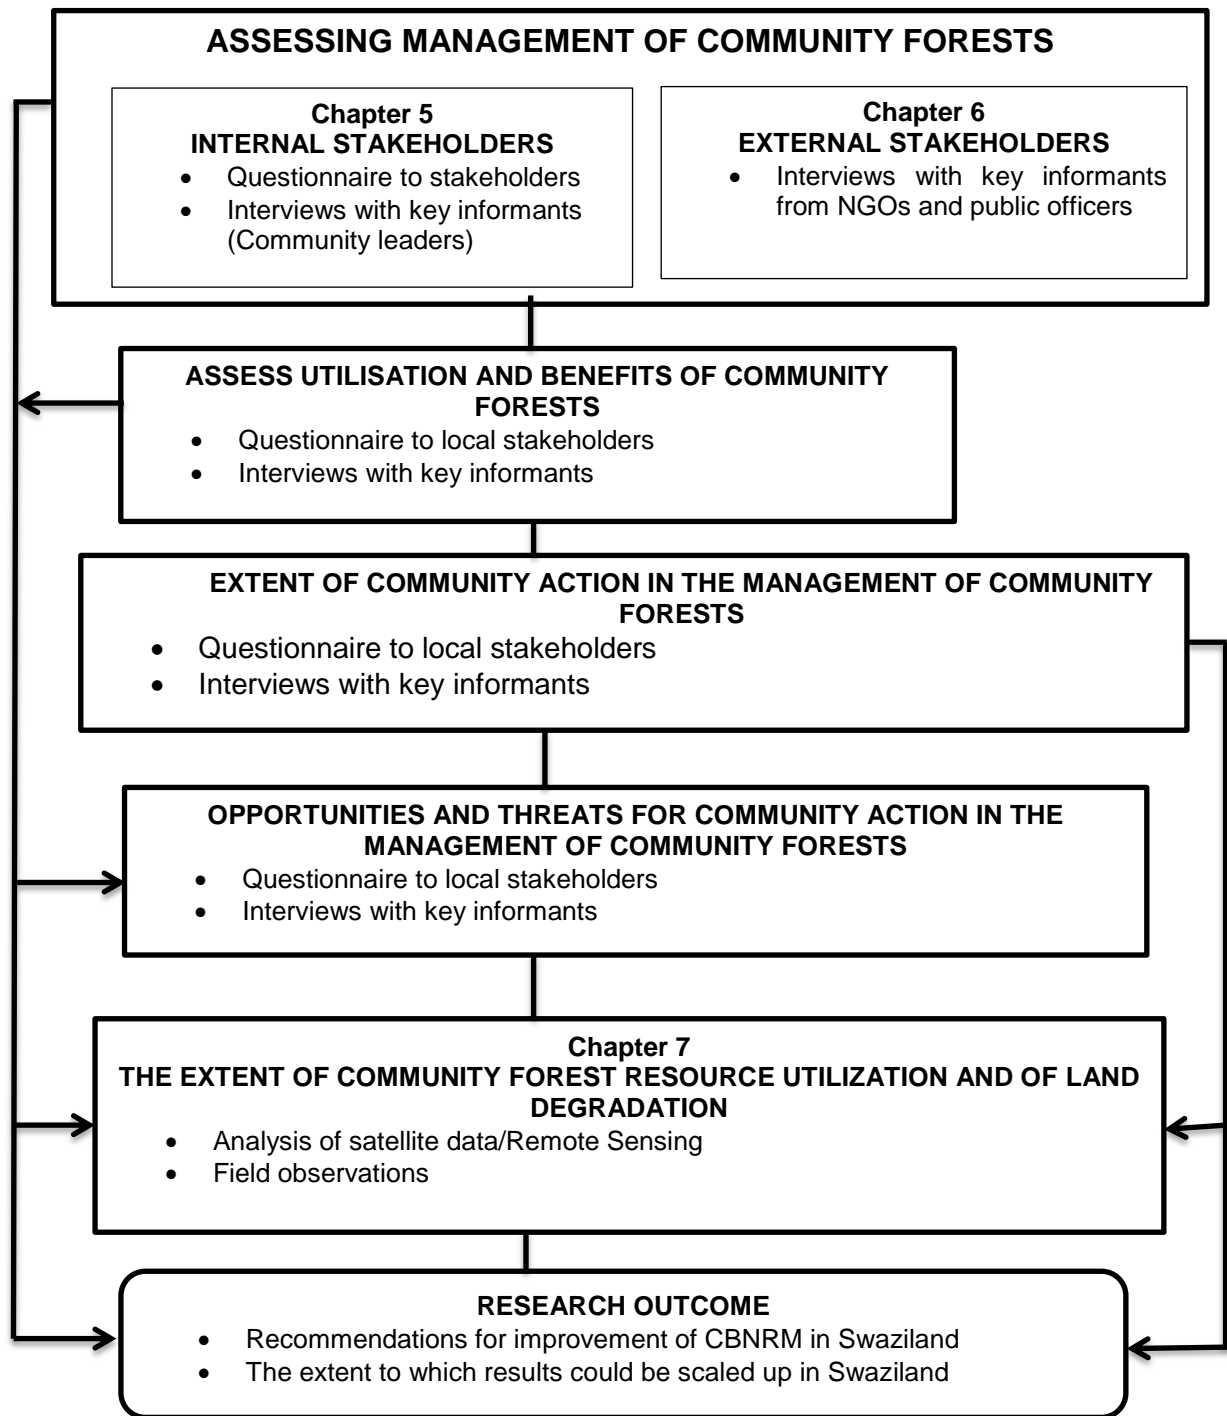 ASSESSING MANAGEMENT OF COMMUNITY FORESTS
Chapter 5
INTERNAL STAKEHOLDERS
• Questionnaire to stakeholders
• Interviews with key informants
(Community leaders)
Chapter 6
EXTERNAL STAKEHOLDERS
• Interviews with key informants
from NGOs and public officers
ASSESS UTILISATION AND BENEFITS OF COMMUNITY
FORESTS
• Questionnaire to local stakeholders
• Interviews with key informants
EXTENT OF COMMUNITY ACTION IN THE MANAGEMENT OF COMMUNITY
FORESTS
• Questionnaire to local stakeholders
• Interviews with key informants
OPPORTUNITIES AND THREATS FOR COMMUNITY ACTION IN THE
MANAGEMENT OF COMMUNITY FORESTS
• Questionnaire to local stakeholders
• Interviews with key informants
Chapter 7
THE EXTENT OF COMMUNITY FOREST RESOURCE UTILIZATION AND OF LAND
DEGRADATION
• Analysis of satellite data/Remote Sensing
• Field observations
RESEARCH OUTCOME
• Recommendations for improvement of CBNRM in Swaziland
• The extent to which results could be scaled up in Swaziland